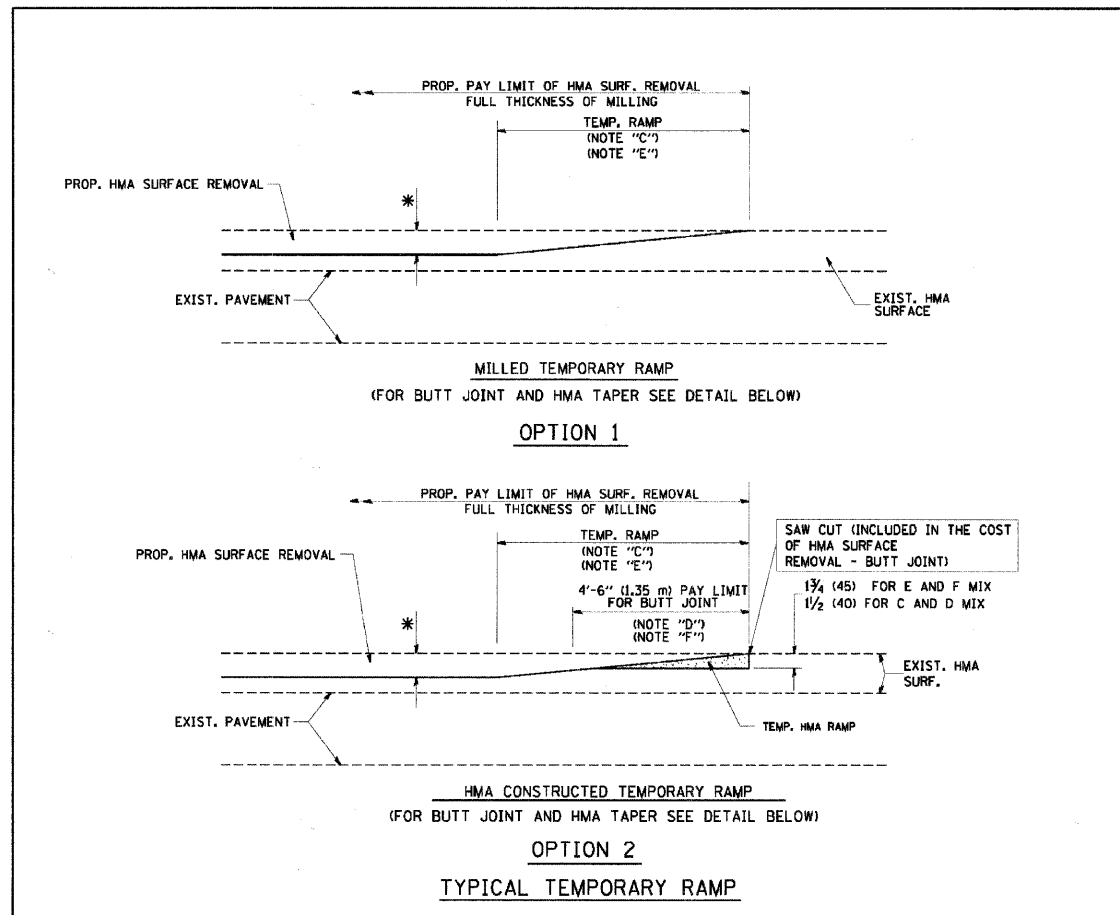 PROP. PAY LIMIT OF HMA SURF. REMOVAL
FULL THICKNESS OF MILLING
TEMP. RAMP
(NOTE "C")
(NOTE "E")
PROP. HMA SURFACE REMOVAL
*
EXIST. PAVEMENT
EXIST. HMA
SURFACE
MILLED TEMPORARY RAMP
(FOR BUTT JOINT AND HMA TAPER SEE DETAIL BELOW)
OPTION 1
PROP. PAY LIMIT OF HMA SURF. REMOVAL
FULL THICKNESS OF MILLING
SAW CUT (INCLUDED IN THE COST
OF HMA SURFACE
REMOVAL - BUTT JOINT)
TEMP. RAMP
(NOTE "C")
(NOTE "E")
PROP. HMA SURFACE REMOVAL
4'-6" (1.35 m) PAY LIMIT
FOR BUTT JOINT
(NOTE "D")
(NOTE "F")
1¾ (45) FOR E AND F MIX
1½ (40) FOR C AND D MIX
*
EXIST. HMA
SURF.
EXIST. PAVEMENT
TEMP. HMA RAMP
HMA CONSTRUCTED TEMPORARY RAMP
(FOR BUTT JOINT AND HMA TAPER SEE DETAIL BELOW)
OPTION 2
TYPICAL TEMPORARY RAMP